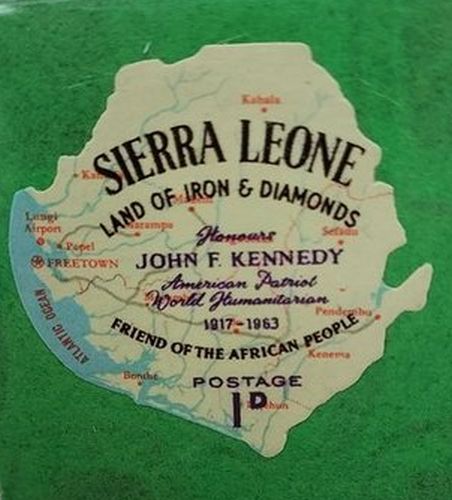 Kabala
SIERRA LEONE
LAND OF IRON & DIAMONDS
Lungi
Airport
Pepel
FREETOWN
Marampa
Sefadu
Honours
JOHN F. KENNEDY
American Patriot
World Humanitarian
1917-1963
Pendembu
FRIEND OF THE AFRICAN PEOPLE
Kenema
ATLANTIC OCEAN
Bonthe
POSTAGE
1D